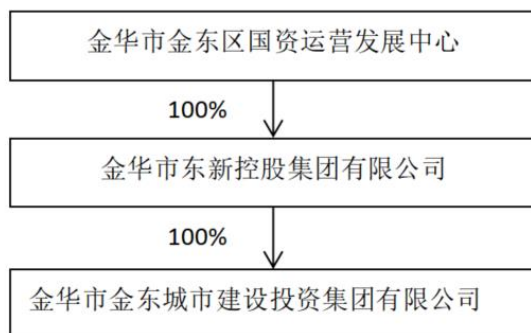 金华市金东区国资运营发展中心
100%
金华市东新控股集团有限公司
100%
金华市金东城市建设投资集团有限公司